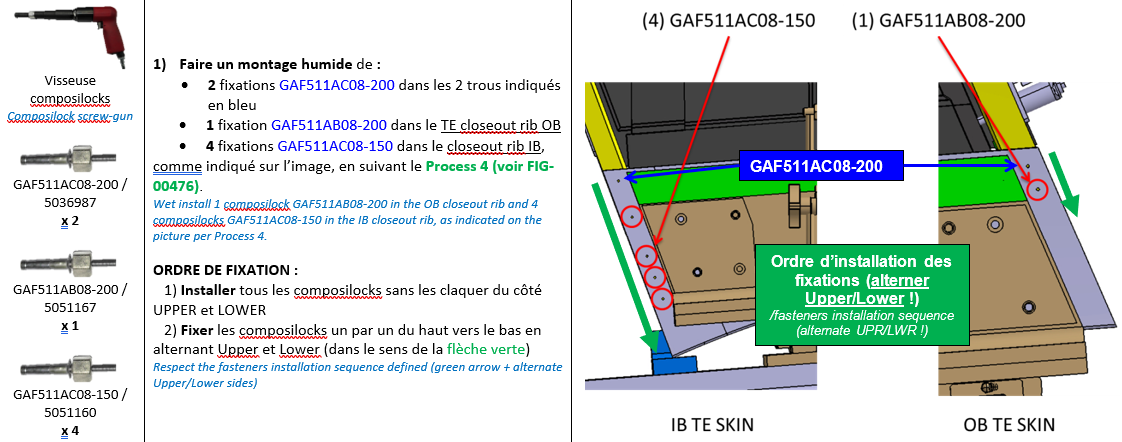 Visseuse
composilocks
Composilock screw-gun
GAF511AC08-200 /
5036987
x 2
GAF511AB08-200 /
5051167
x 1
GAF511AC08-150 /
5051160
x 4
1) Faire un montage humide de :
• 2 fixations GAF511AC08-200 dans les 2 trous indiqués
en bleu
• 1 fixation GAF511AB08-200 dans le TE closeout rib OB
• 4 fixations GAF511AC08-150 dans le closeout rib IB,
comme indiqué sur l’image, en suivant le Process 4 (voir FIG-
00476).
Wet install 1 composilock GAF511AB08-200 in the OB closeout rib and 4
composilocks GAF511AC08-150 in the IB closeout rib, as indicated on the
picture per Process 4.
ORDRE DE FIXATION :
1) Installer tous les composilocks sans les claquer du côté
UPPER et LOWER
2) Fixer les composilocks un par un du haut vers le bas en
alternant Upper et Lower (dans le sens de la flèche verte)
Respect the fasteners installation sequence defined (green arrow + alternate
Upper/Lower sides)
(4) GAF511AC08-150
(1) GAF511AB08-200
GAF511AC08-200
Ordre d’installation des
fixations (alterner
Upper/Lower !)
/fasteners installation sequence
(alternate UPR/LWR !)
IB TE SKIN
OB TE SKIN